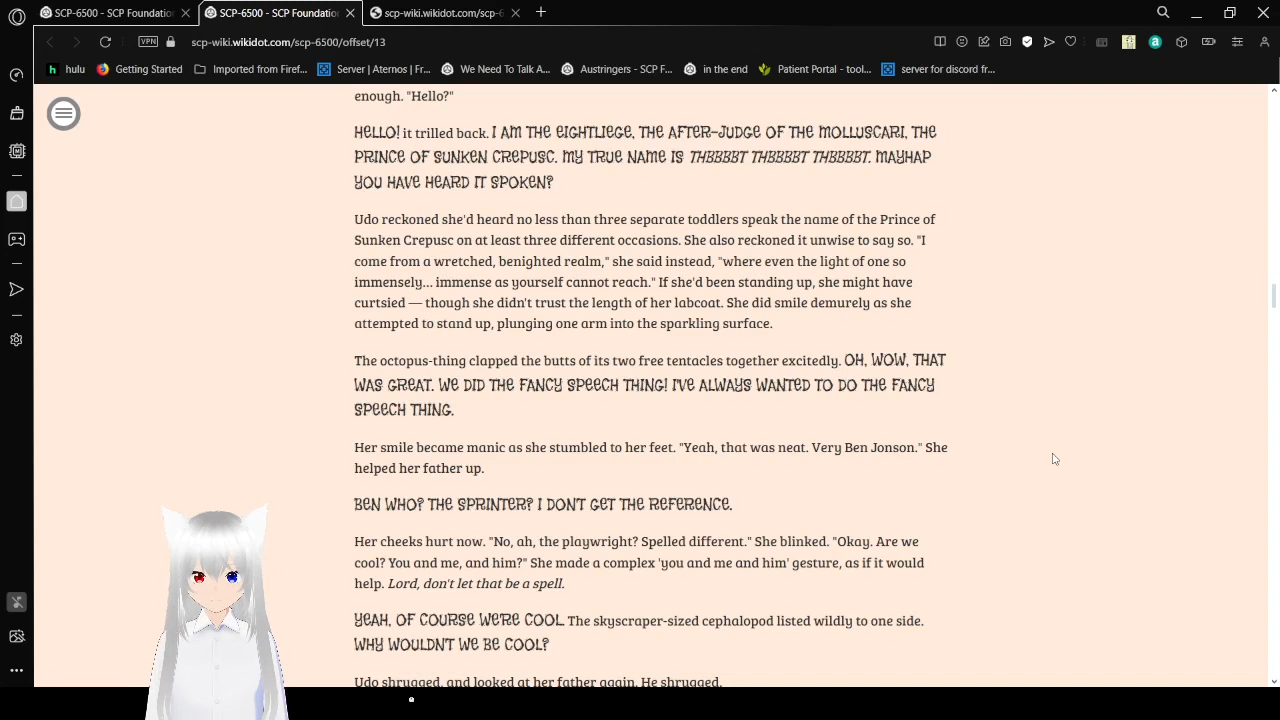 SCP-6500 - SCP Foundation
SCP-6500 - SCP Foundation
scp-wiki.wikidot.com/scp-6
VPN
scp-wiki.wikidot.com/scp-6500/offset/13
hulu
Getting Started
Imported from Firef...
Server | Aternos | Fr...
We Need To Talk A...
Austringers - SCP F...
in the end
Patient Portal - tool...
server for discord fr...
enough. "Hello?"
HELLO! it trilled back. I AM THE EIGHTLIEGE, THE AFTER-JUDGE OF THE MOLLUSCARI, THE
PRINCE OF SUNKEN CREPUSC. MY TRUE NAME IS THBBBBT THBBBBT THBBBBT. MAYHAP
YOU HAVE HEARD IT SPOKEN?
Udo reckoned she'd heard no less than three separate toddlers speak the name of the Prince of
Sunken Crepusc on at least three different occasions. She also reckoned it unwise to say so. "I
come from a wretched, benighted realm," she said instead, "where even the light of one so
immensely... immense as yourself cannot reach." If she'd been standing up, she might have
curtsied — though she didn't trust the length of her labcoat. She did smile demurely as she
attempted to stand up, plunging one arm into the sparkling surface.
The octopus-thing clapped the butts of its two free tentacles together excitedly. OH, WOW, THAT
WAS GREAT. WE DID THE FANCY SPEECH THING! I'VE ALWAYS WANTED TO DO THE FANCY
SPEECH THING.
Her smile became manic as she stumbled to her feet. "Yeah, that was neat. Very Ben Jonson." She
helped her father up.
BEN WHO? THE SPRINTER? I DON'T GET THE REFERENCE.
Her cheeks hurt now. "No, ah, the playwright? Spelled different." She blinked. "Okay. Are we
cool? You and me, and him?" She made a complex 'you and me and him' gesture, as if it would
help. Lord, don't let that be a spell.
YEAH, OF COURSE WE'RE COOL. The skyscraper-sized cephalopod listed wildly to one side.
WHY WOULDN'T WE BE COOL?
Udo shrugged, and looked at her father again. He shrugged.